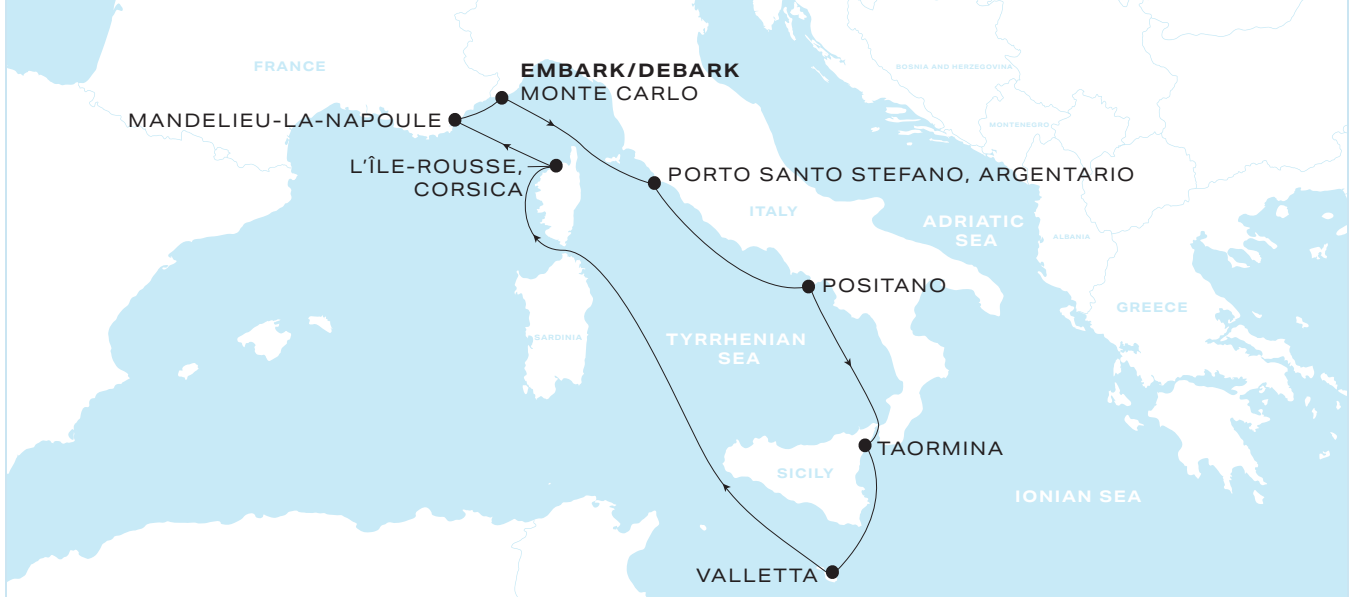 FRANCE
BOSNIA AND HERZEGOVINA
EMBARK/DEBARK
MONTE CARLO
MANDELIEU-LA-NAPOULE
MONTENEGRO
L'ÎLE-ROUSSE,
CORSICA
PORTO SANTO STEFANO, ARGENTARIO
ITALY
ADRIATIC
SEA
ALBANIA
POSITANO
GREECE
SARDINIA
TYRRHENIAN
SEA
TAORMINA
SICILY
IONIAN SEA
VALLETTA